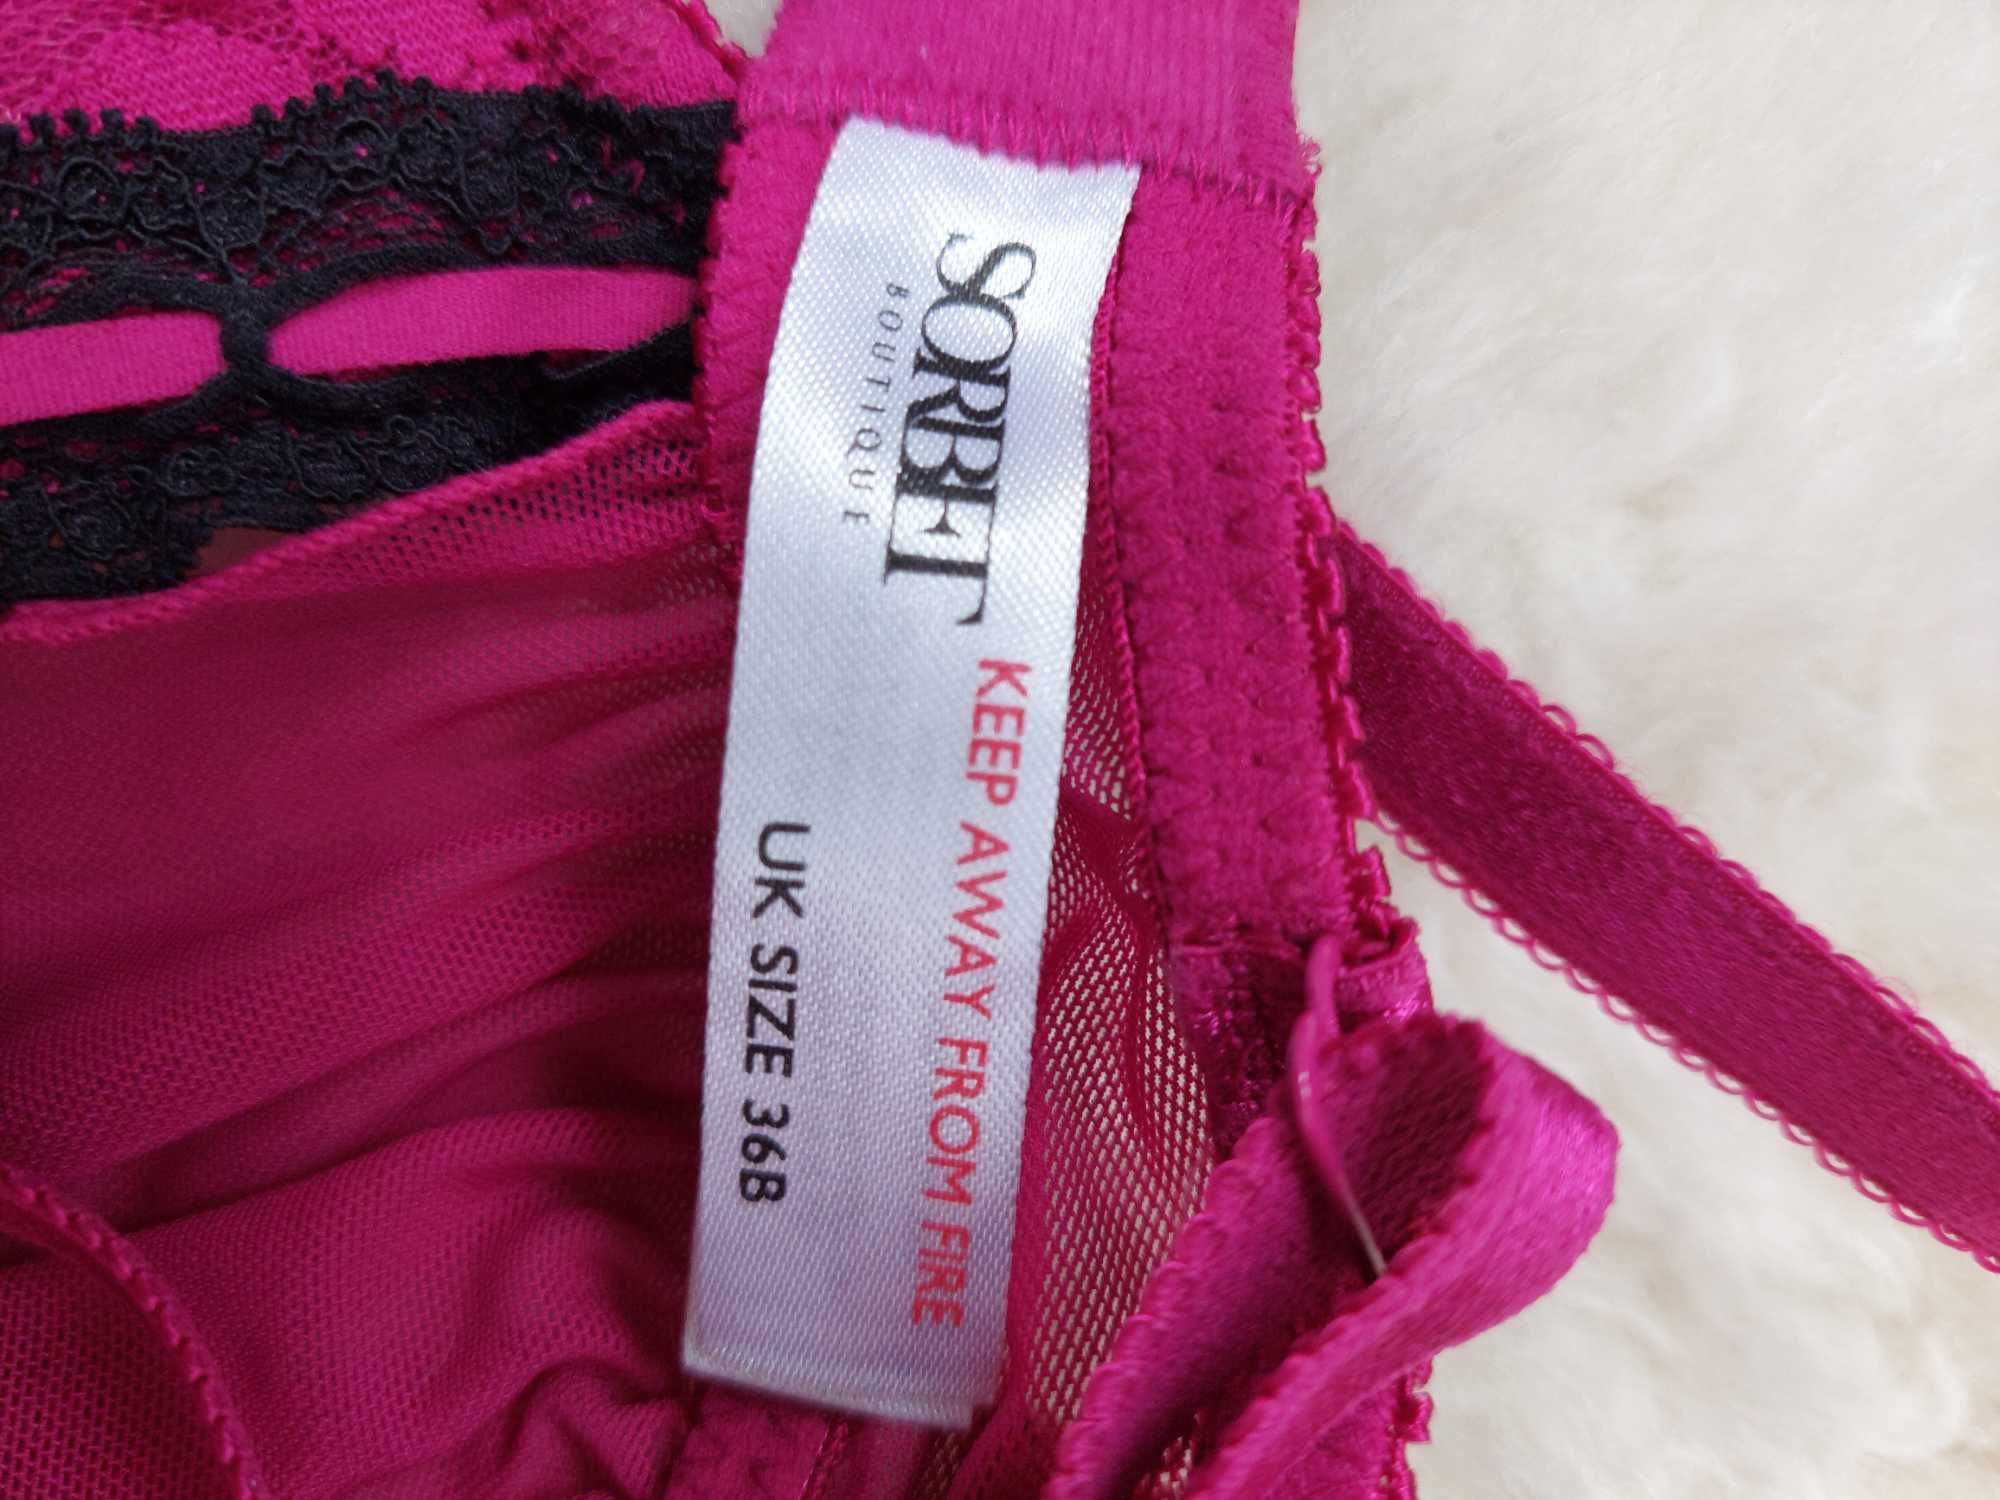 SORBET
BOUTIQUE
KEEP AWAY FROM FIRE
UK SIZE 36B